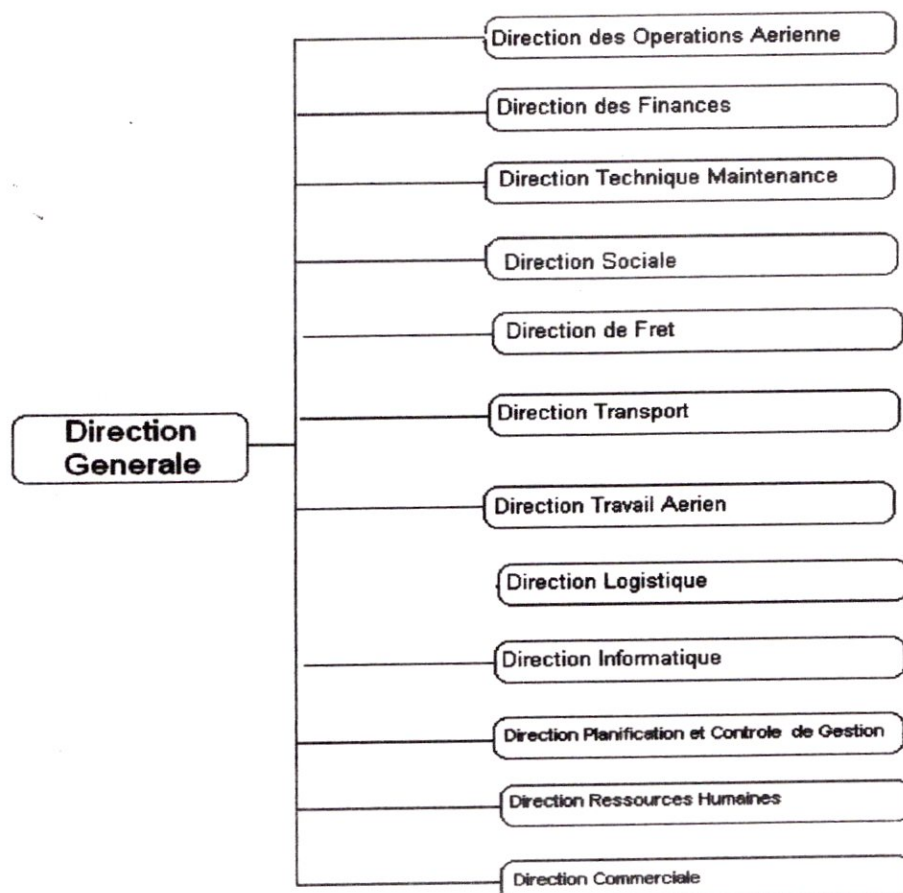 Direction des Operations Aerienne
Direction des Finances
Direction Technique Maintenance
Direction Sociale
Direction de Fret
Direction Transport
Direction
Generale
Direction Travail Aerien
Direction Logistique
Direction Informatique
Direction Planification et Controle de Gestion
Direction Ressources Humaines
Direction Commerciale